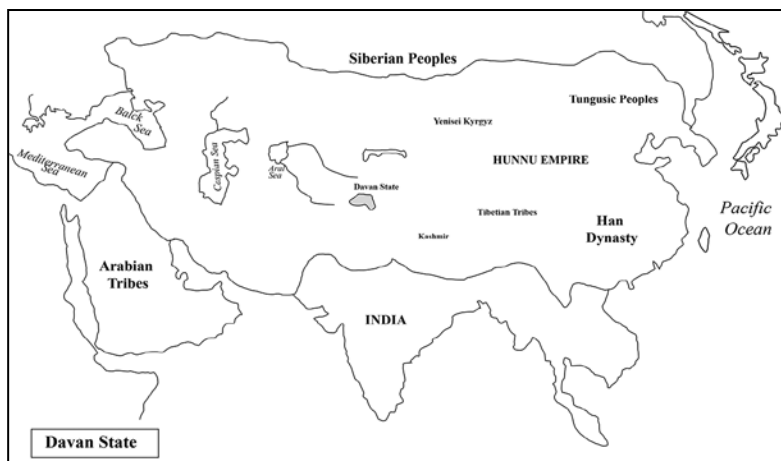 Siberian Peoples
Tungusic Peoples
Balck Sea
Yenisei Kyrgyz
Mediterranean
Sea
Caspian Sea
Aral
Sea
HUNNU EMPIRE
Davan State
Tibetian Tribes
Han
Dynasty
Pacific
Ocean
Kashmir
Arabian
Tribes
INDIA
Davan State